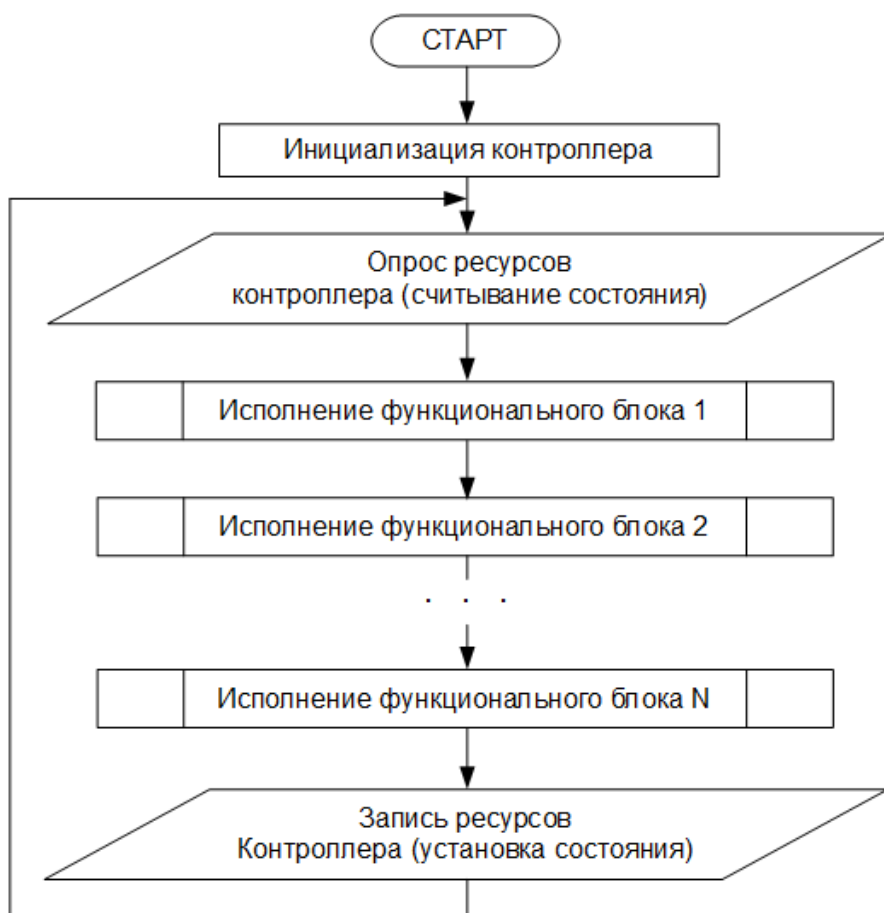 СТАРТ
Инициализация контроллера
Опрос ресурсов
контроллера (считывание состояния)
Исполнение функционального блока 1
Исполнение функционального блока 2
. . .
Исполнение функционального блока N
Запись ресурсов
Контроллера (установка состояния)